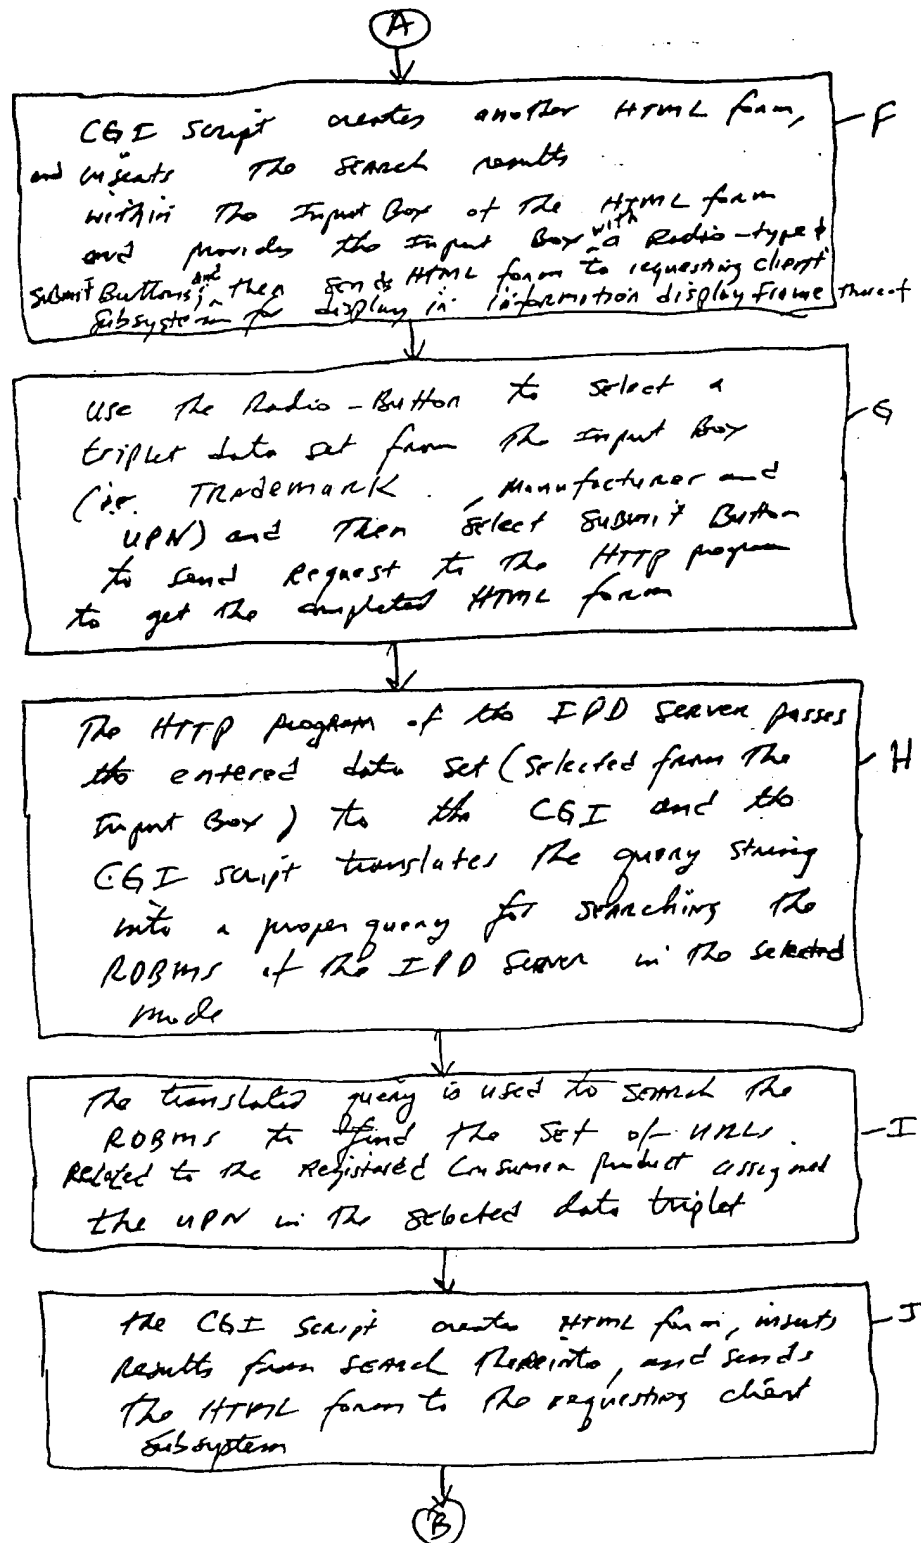 A
CGI Script creates another HTML form, F
and inserts the search results
within the Input Box of the HTML form
and provides the Input Box with a Radio-type &
Submit Buttons; and then sends HTML form to requesting client
subsystem for display in information display frame thereof
use the Radio-Button to select a G
triplet data set from the Input Box
(i.e. Trademark, Manufacturer and
UPN) and then select submit Button
to send Request to the HTTP program
to get the completed HTML form
The HTTP program of the IPD Server passes
the entered data set (selected from the H
Input Box) to the CGI and the
CGI script translates the query string
into a proper query for searching the
RDBMS of the IPD Server in the selected
mode
The translated query is used to search the
RDBMS to find the set of URLs I
Related to the Registered Consumer product assigned
the UPN in the selected data triplet
the CGI Script creates HTML form, inserts J
results from search thereinto, and sends
the HTML form to the requesting client
subsystem
B